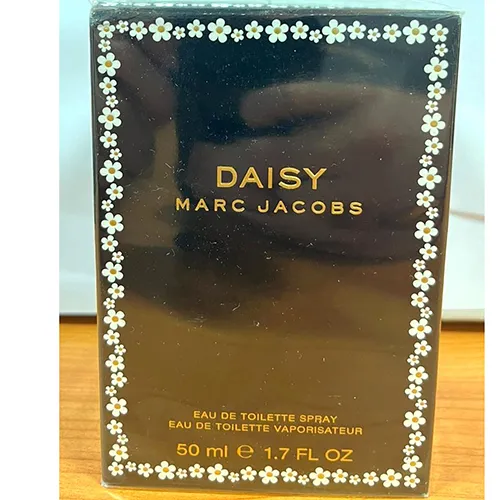 DAISY
MARC JACOBS
EAU DE TOILETTE SPRAY
EAU DE TOILETTE VAPORISATEUR
50 ml ℮ 1.7 FL OZ